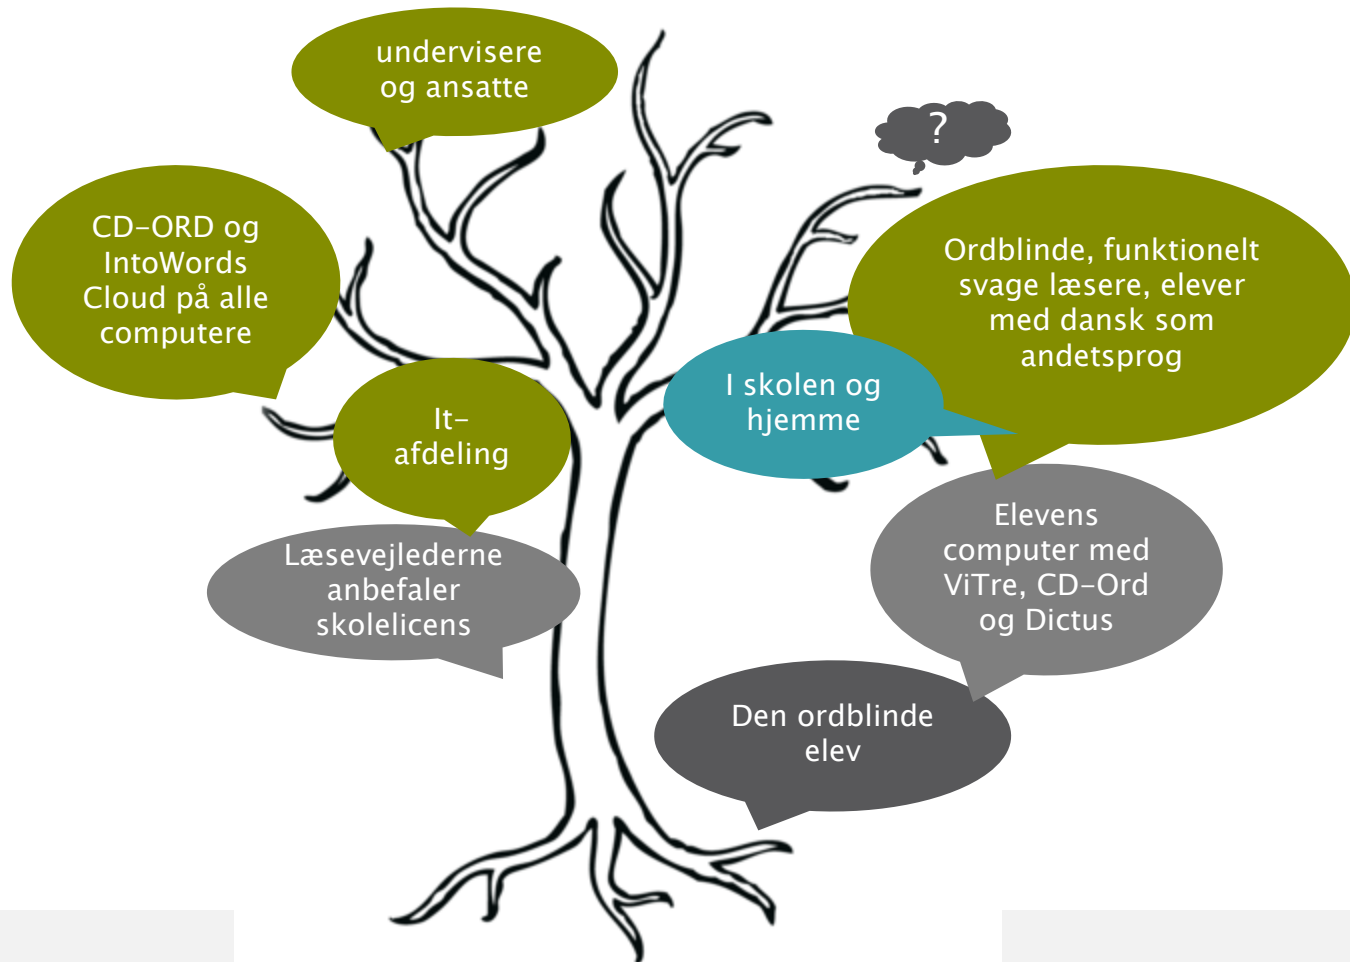 undervisere
og ansatte
?
CD-ORD og
IntoWords
Cloud på alle
computere
Ordblinde, funktionelt
svage læsere, elever
med dansk som
andetsprog
I skolen og
hjemme
It-
afdeling
Elevens
computer med
ViTre, CD-Ord
og Dictus
Læsevejlederne
anbefaler
skolelicens
Den ordblinde
elev